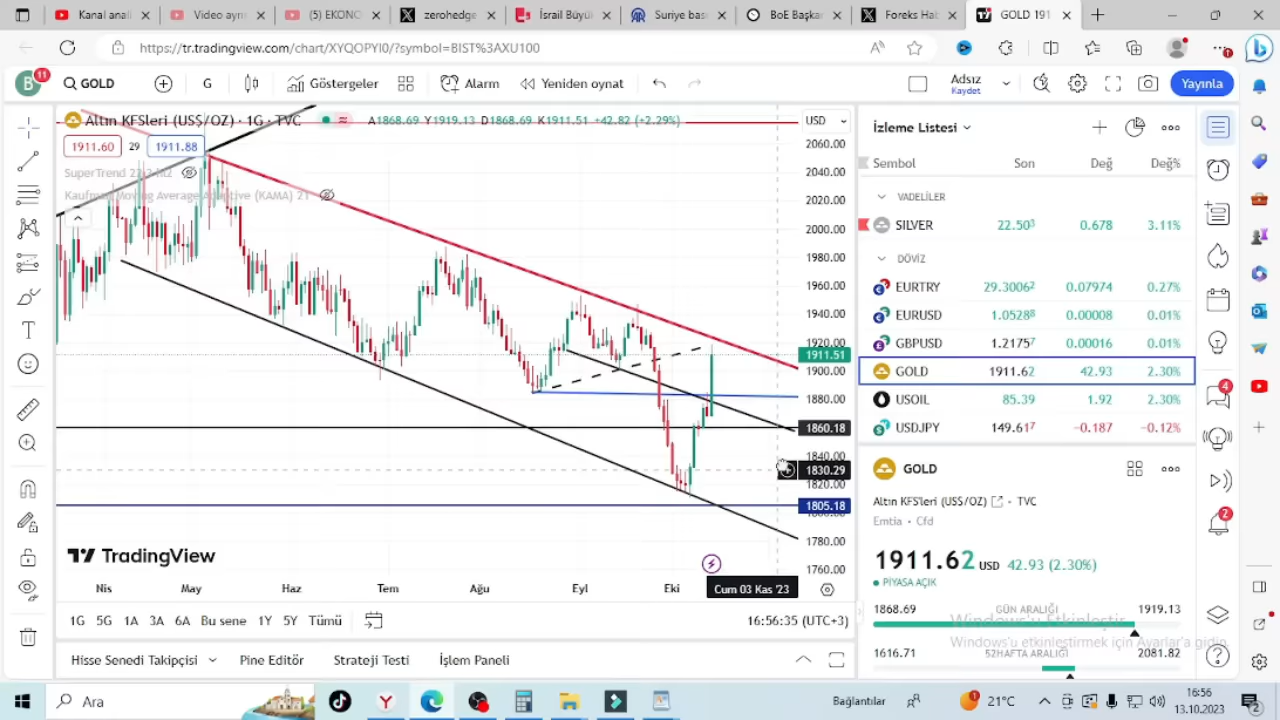 Kanal anali
Video ayrın
(5) EKONO
zerohedge
İsrail Büyü
Suriye bas
BoE Başkar
Foreks Hab
GOLD 191
https://tr.tradingview.com/chart/XYQOPYI0/?symbol=BIST%3AXU100
B 11 GOLD G Göstergeler Alarm Yeniden oynat Adsız Kaydet Yayınla
Altın KFSleri (US$/OZ) · 1G · TVC A1868.69 Y1919.13 D1868.69 K1911.51 +42.82 (+2.29%) USD
1911.60 29 1911.88
SuperTrend
Kaufman Moving Average Adaptive (KAMA) 21
2060.00
2040.00
2020.00
2000.00
1980.00
1960.00
1940.00
1920.00
1911.51
1900.00
1880.00
1860.18
1840.00
1830.29
1820.00
1805.18
1780.00
1760.00
TradingView
Nis May Haz Tem Ağu Eyl Eki Cum 03 Kas '23
1G 5G 1A 3A 6A Bu sene 1Y 5Y Tümü 16:56:35 (UTC+3)
Hisse Senedi Takipçisi Pine Editör Strateji Testi İşlem Paneli
İzleme Listesi
Sembol Son Değ Değ%
VADELİLER
SILVER 22.503 0.678 3.11%
DÖVİZ
EURTRY 29.30062 0.07974 0.27%
EURUSD 1.05288 0.00008 0.01%
GBPUSD 1.21757 0.00016 0.01%
GOLD 1911.62 42.93 2.30%
USOIL 85.39 1.92 2.30%
USDJPY 149.617 −0.187 −0.12%
GOLD
Altın KFS'leri (US$/OZ) · TVC
Emtia · Cfd
1911.62 USD 42.93 (2.30%)
PİYASA AÇIK
1868.69 GÜN ARALIĞI 1919.13
Windows'u Etkinleştir
Windows'u etkinleştirmek için Ayarlar'a gidin.
1616.71 52HAFTA ARALIĞI 2081.82
4
2
Ara
Bağlantılar
1
21°C
16:56
13.10.2023
2